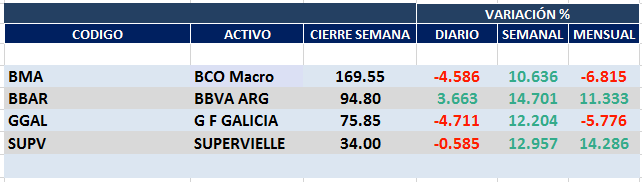 VARIACIÓN %
CODIGO ACTIVO CIERRE SEMANA DIARIO SEMANAL MENSUAL
BMA BCO Macro 169.55 -4.586 10.636 -6.815
BBAR BBVA ARG 94.80 3.663 14.701 11.333
GGAL G F GALICIA 75.85 -4.711 12.204 -5.776
SUPV SUPERVIELLE 34.00 -0.585 12.957 14.286